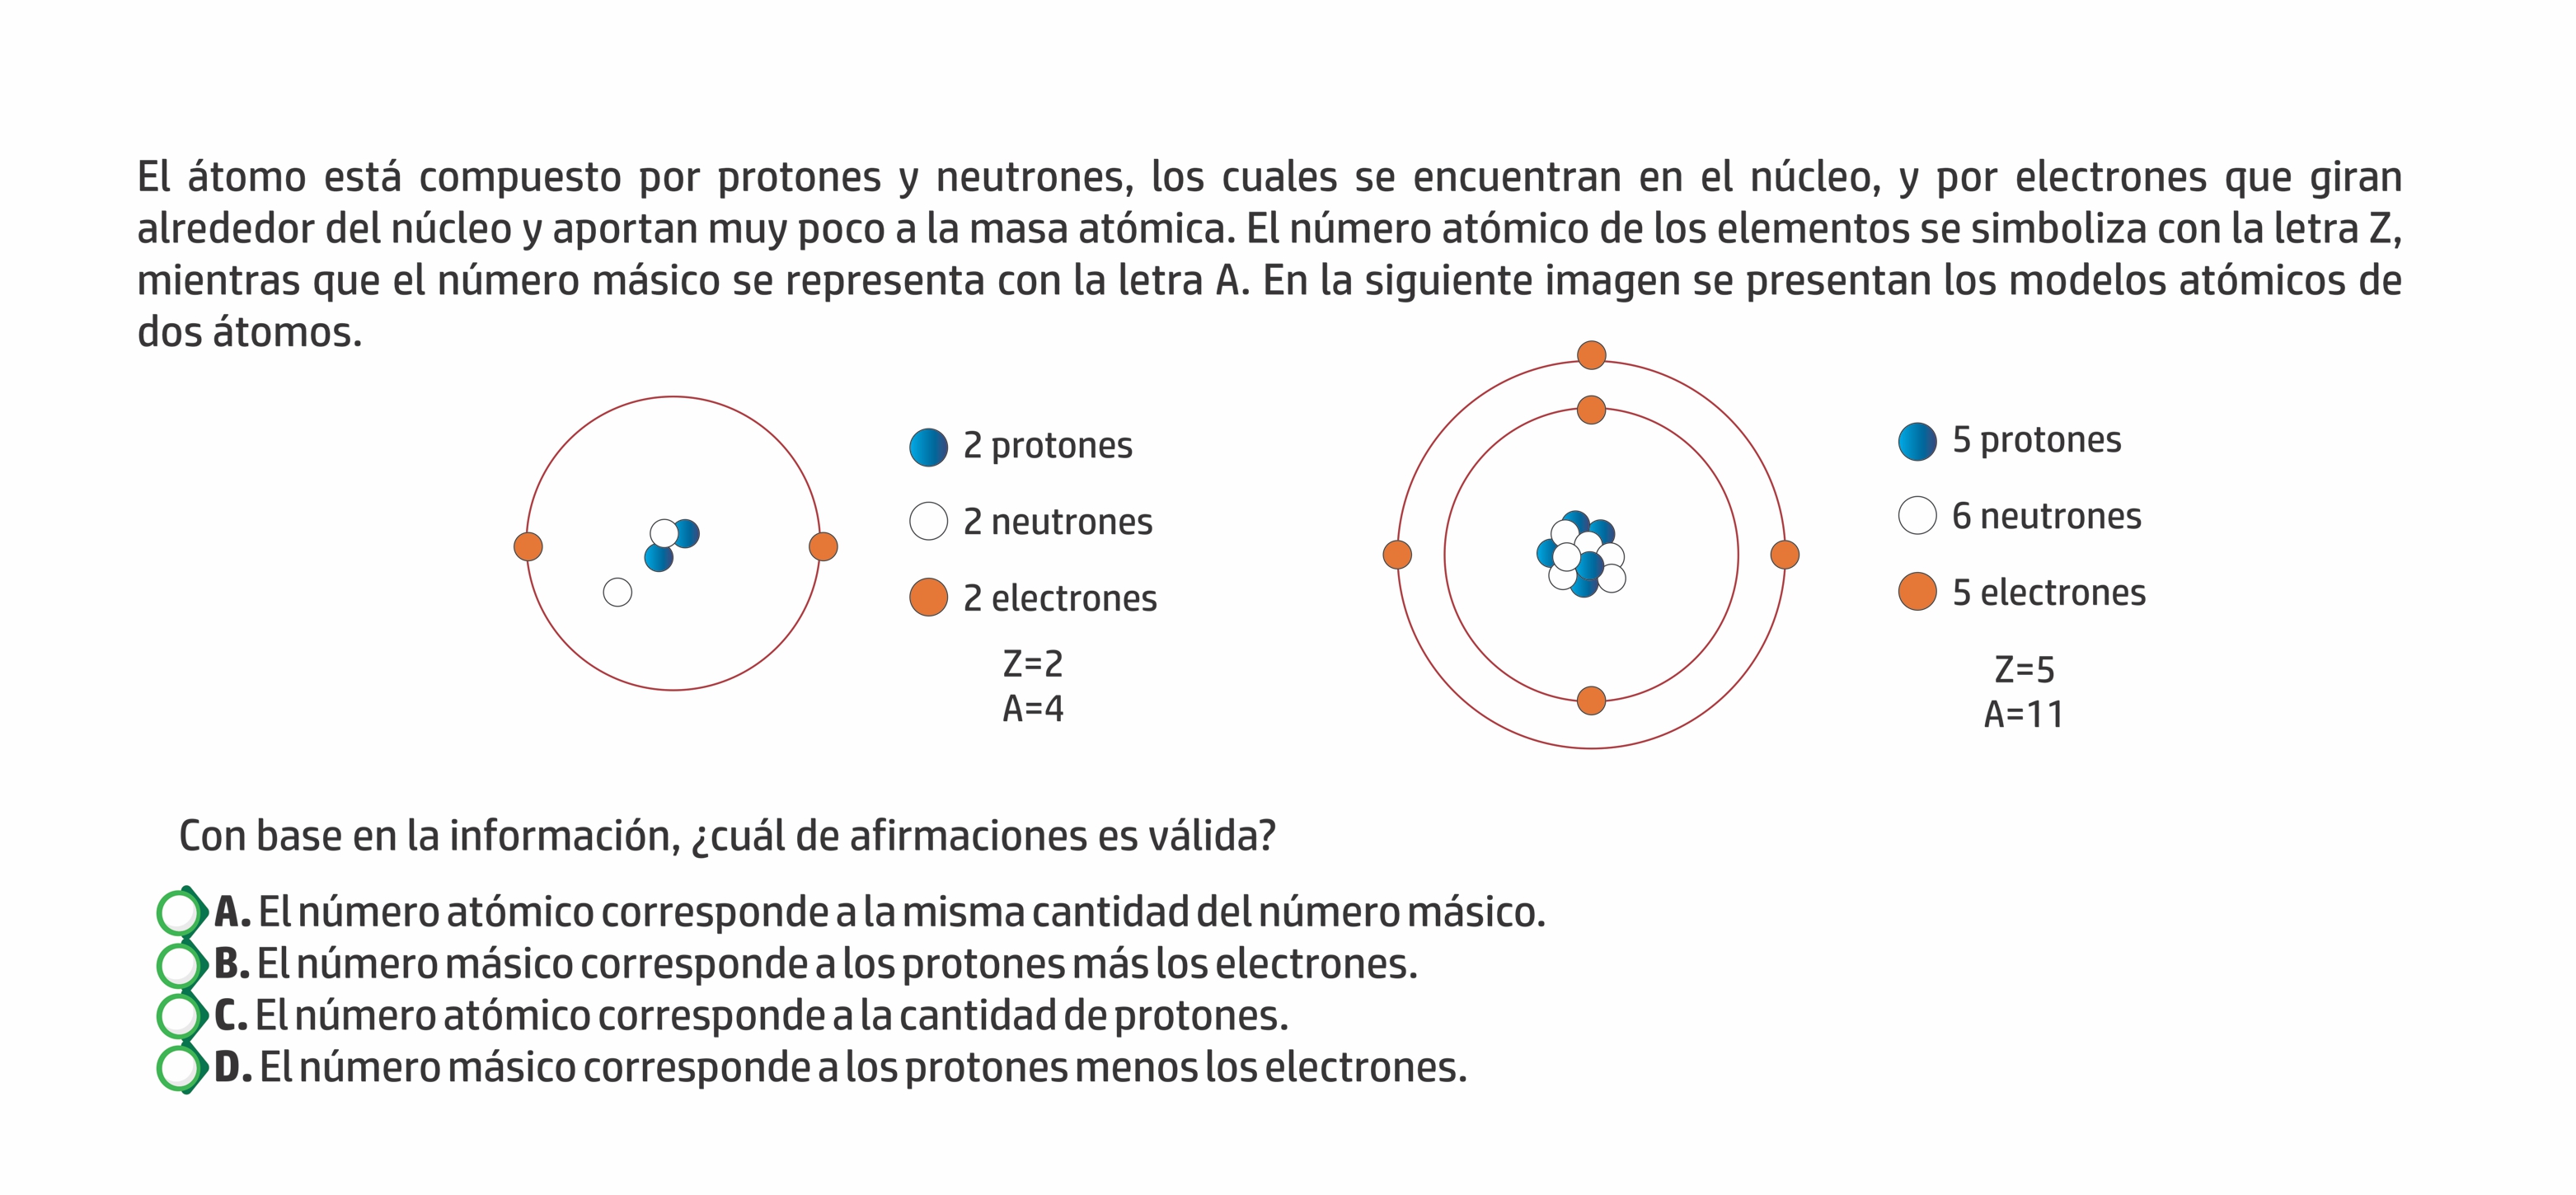 El átomo está compuesto por protones y neutrones, los cuales se encuentran en el núcleo, y por electrones que giran
alrededor del núcleo y aportan muy poco a la masa atómica. El número atómico de los elementos se simboliza con la letra Z,
mientras que el número másico se representa con la letra A. En la siguiente imagen se presentan los modelos atómicos de
dos átomos.
2 protones
2 neutrones
2 electrones
Z=2
A=4
5 protones
6 neutrones
5 electrones
Z=5
A=11
Con base en la información, ¿cuál de afirmaciones es válida?
A. El número atómico corresponde a la misma cantidad del número másico.
B. El número másico corresponde a los protones más los electrones.
C. El número atómico corresponde a la cantidad de protones.
D. El número másico corresponde a los protones menos los electrones.